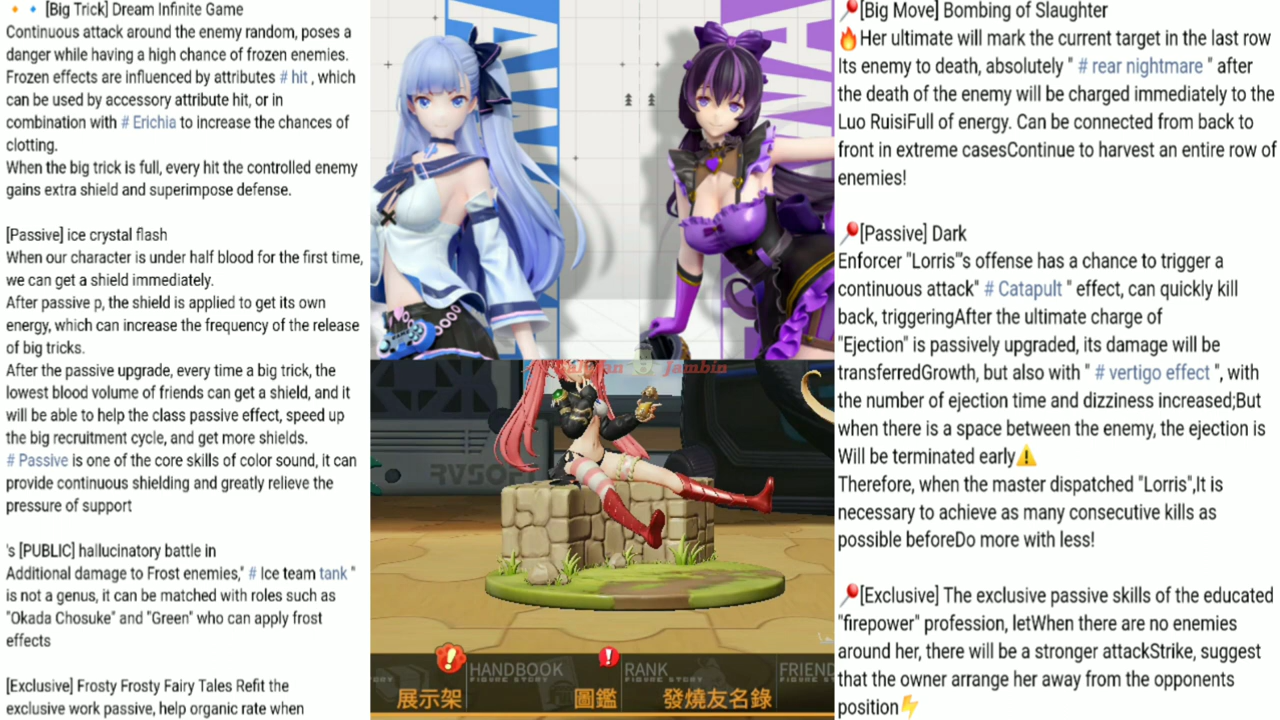 🔸🔹 [Big Trick] Dream Infinite Game
Continuous attack around the enemy random, poses a
danger while having a high chance of frozen enemies.
Frozen effects are influenced by attributes # hit , which
can be used by accessory attribute hit, or in
combination with # Erichia to increase the chances of
clotting.
When the big trick is full, every hit the controlled enemy
gains extra shield and superimpose defense.
[Passive] ice crystal flash
When our character is under half blood for the first time,
we can get a shield immediately.
After passive p, the shield is applied to get its own
energy, which can increase the frequency of the release
of big tricks.
After the passive upgrade, every time a big trick, the
lowest blood volume of friends can get a shield, and it
will be able to help the class passive effect, speed up
the big recruitment cycle, and get more shields.
# Passive is one of the core skills of color sound, it can
provide continuous shielding and greatly relieve the
pressure of support
's [PUBLIC] hallucinatory battle in
Additional damage to Frost enemies," # Ice team tank "
is not a genus, it can be matched with roles such as
"Okada Chosuke" and "Green" who can apply frost
effects
[Exclusive] Frosty Frosty Fairy Tales Refit the
exclusive work passive, help organic rate when
Jambin
RVSOF
HANDBOOK
FIGURE STORY
RANK
FIGURE STORY
FRIEND
FIGURE STORY
展示架
圖鑑
發燒友名錄
📍[Big Move] Bombing of Slaughter
🔥Her ultimate will mark the current target in the last row
Its enemy to death, absolutely " # rear nightmare " after
the death of the enemy will be charged immediately to the
Luo RuisiFull of energy. Can be connected from back to
front in extreme casesContinue to harvest an entire row of
enemies!
📍[Passive] Dark
Enforcer "Lorris"'s offense has a chance to trigger a
continuous attack" # Catapult " effect, can quickly kill
back, triggeringAfter the ultimate charge of
"Ejection" is passively upgraded, its damage will be
transferredGrowth, but also with " # vertigo effect ", with
the number of ejection time and dizziness increased;But
when there is a space between the enemy, the ejection is
Will be terminated early⚠️
Therefore, when the master dispatched "Lorris",It is
necessary to achieve as many consecutive kills as
possible beforeDo more with less!
📍[Exclusive] The exclusive passive skills of the educated
"firepower" profession, letWhen there are no enemies
around her, there will be a stronger attackStrike, suggest
that the owner arrange her away from the opponents
position⚡